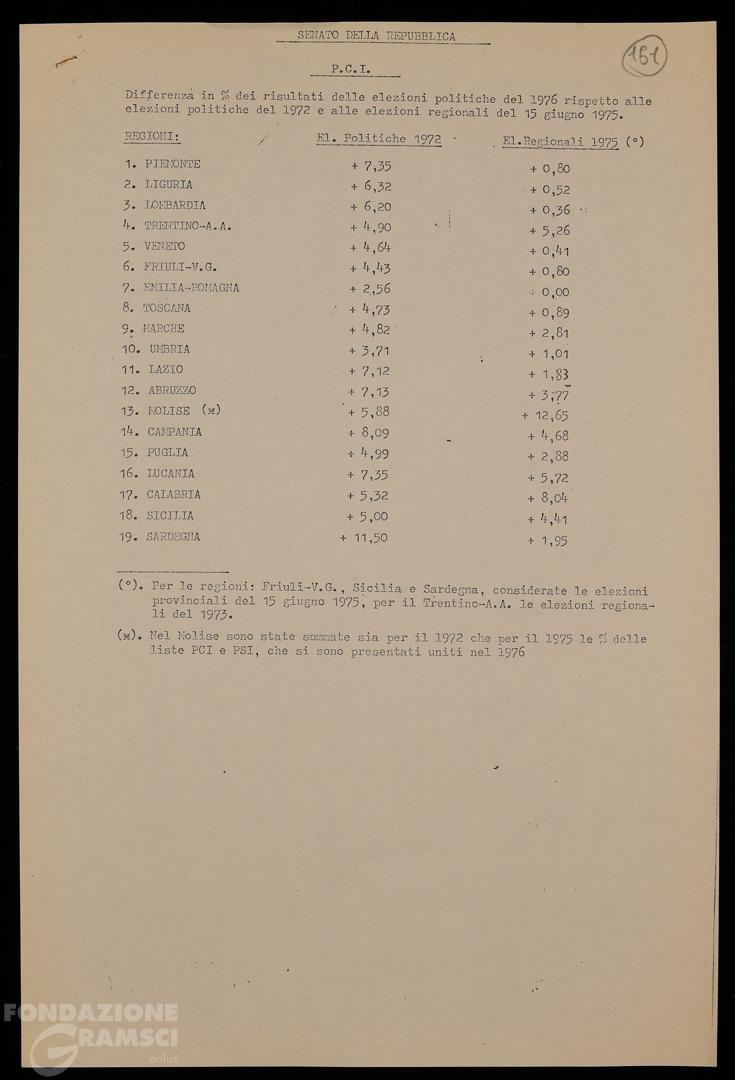 SENATO DELLA REPUBBLICA
161
P.C.I.
Differenza in % dei risultati delle elezioni politiche del 1976 rispetto alle
elezioni politiche del 1972 e alle elezioni regionali del 15 giugno 1975.
REGIONI: El. Politiche 1972 El.Regionali 1975 (°)
1. PIEMONTE + 7,35 + 0,80
2. LIGURIA + 6,32 + 0,52
3. LOMBARDIA + 6,20 + 0,36
4. TRENTINO-A.A. + 4,90 + 5,26
5. VENETO + 4,64 + 0,41
6. FRIULI-V.G. + 4,43 + 0,80
7. EMILIA-ROMAGNA + 2,56 + 0,00
8. TOSCANA + 4,73 + 0,89
9. MARCHE + 4,82 + 2,81
10. UMBRIA + 3,71 + 1,01
11. LAZIO + 7,12 + 1,83
12. ABRUZZO + 7,13 + 3,77
13. MOLISE (x) + 5,88 + 12,65
14. CAMPANIA + 8,09 + 4,68
15. PUGLIA + 4,99 + 2,88
16. LUCANIA + 7,35 + 5,72
17. CALABRIA + 5,32 + 8,04
18. SICILIA + 5,00 + 4,41
19. SARDEGNA + 11,50 + 1,95
(°). Per le regioni: Friuli-V.G., Sicilia e Sardegna, considerate le elezioni
provinciali del 15 giugno 1975, per il Trentino-A.A. le elezioni regiona-
li del 1973.
(x). Nel Molise sono state sommate sia per il 1972 che per il 1975 le % delle
liste PCI e PSI, che si sono presentati uniti nel 1976
FONDAZIONE
GRAMSCI
onlus